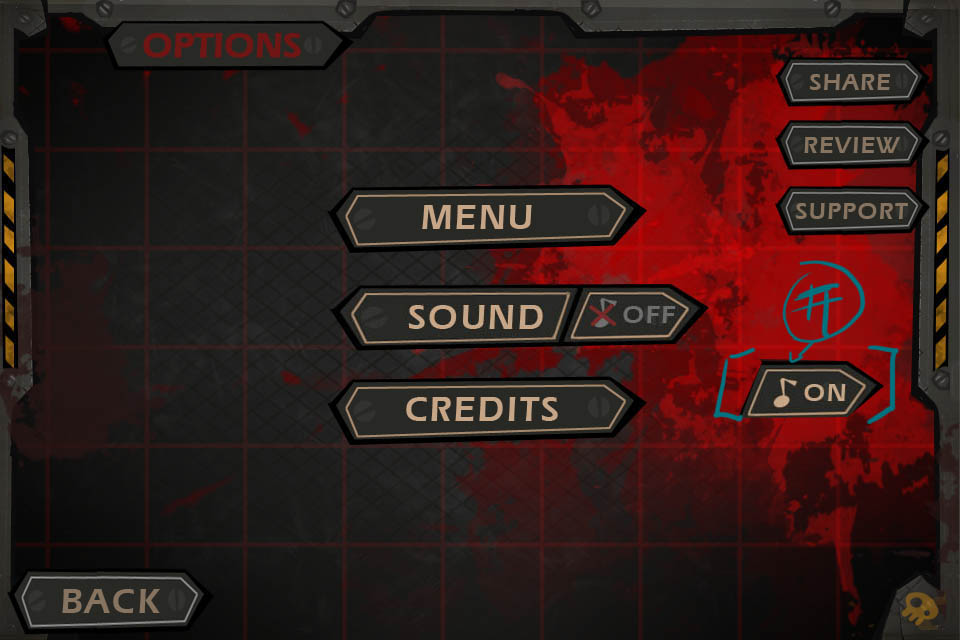 OPTIONS
SHARE
REVIEW
SUPPORT
MENU
SOUND
OFF
CREDITS
ON
BACK